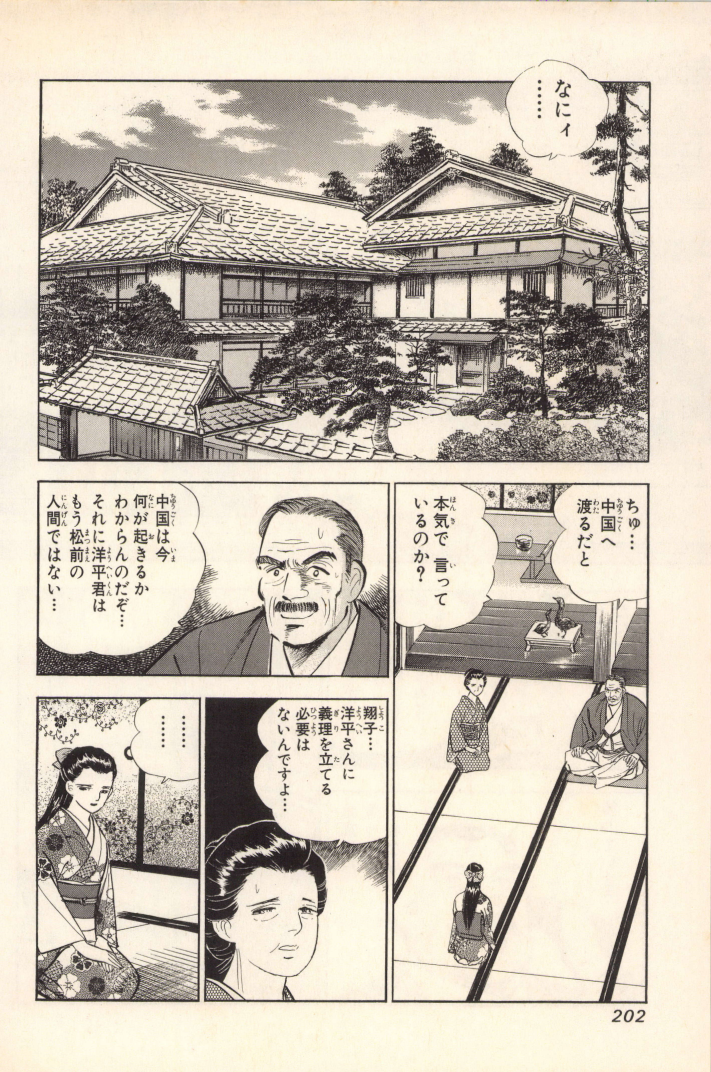 なにィ
………
ちゅ…
中国へ
渡るだと
本気で言って
いるのか？
中国は今
何が起きるか
わからんのだぞ…
それに洋平君は
もう松前の
人間ではない…
翔子…
洋平さんに
義理を立てる
必要は
ないんですよ…
……
……
202